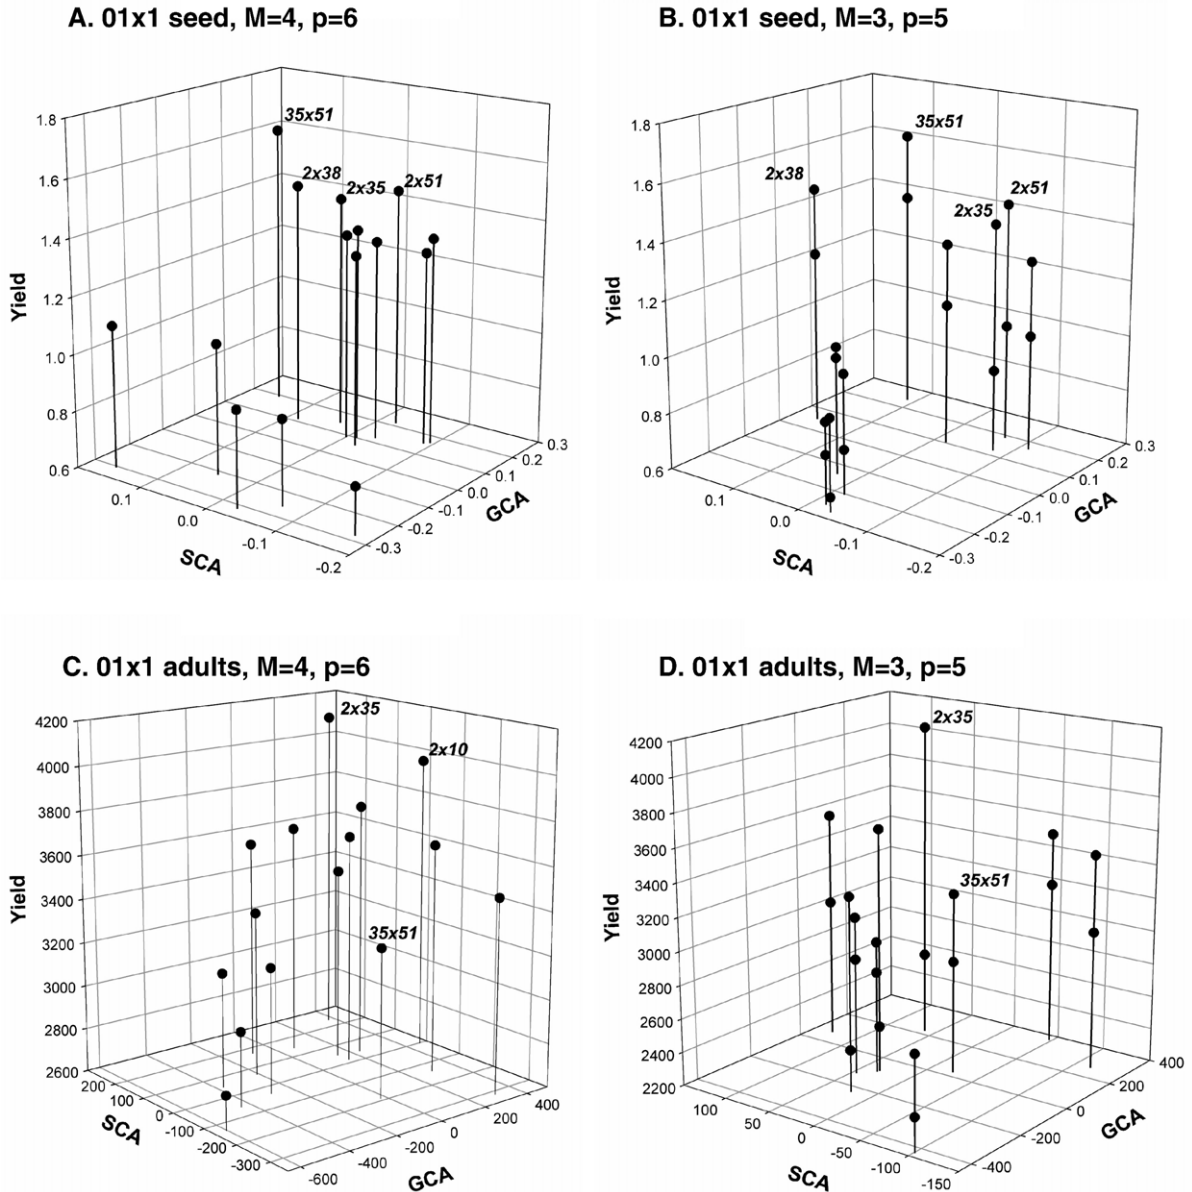 A. 01x1 seed, M=4, p=6
1.8
1.6
1.4
1.2
1.0
0.8
0.6
Yield
35x51
2x38
2x35
2x51
0.1
0.0
-0.1
-0.2
SCA
-0.3
-0.2
-0.1
0.0
0.1
0.2
0.3
GCA
B. 01x1 seed, M=3, p=5
1.8
1.6
1.4
1.2
1.0
0.8
0.6
Yield
35x51
2x38
2x51
2x35
0.1
0.0
-0.1
-0.2
SCA
-0.3
-0.2
-0.1
0.0
0.1
0.2
0.3
GCA
C. 01x1 adults, M=4, p=6
4200
4000
3800
3600
3400
3200
3000
2800
2600
Yield
2x35
2x10
35x51
200
100
0
-100
-200
-300
SCA
-600
-400
-200
0
200
400
GCA
D. 01x1 adults, M=3, p=5
4200
4000
3800
3600
3400
3200
3000
2800
2600
2400
2200
Yield
2x35
35x51
100
50
0
-50
-100
-150
SCA
-400
-200
0
200
400
GCA